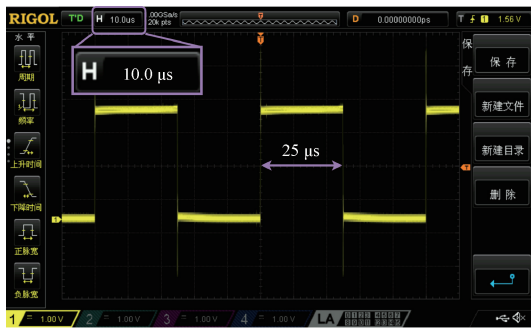 RIGOL T'D H 10.0us .00GSa/s D 0.00000000ps T 1 1.56 V
20k pts
水 平
保
存
保 存
H 10.0 μs
周期
新建文件
频率
25 μs
新建目录
上升时间
T
删 除
下降时间
1
正脉宽
负脉宽
1 = 1.00 V 2 = 1.00 V 3 = 1.00 V 4 = 1.00 V LA